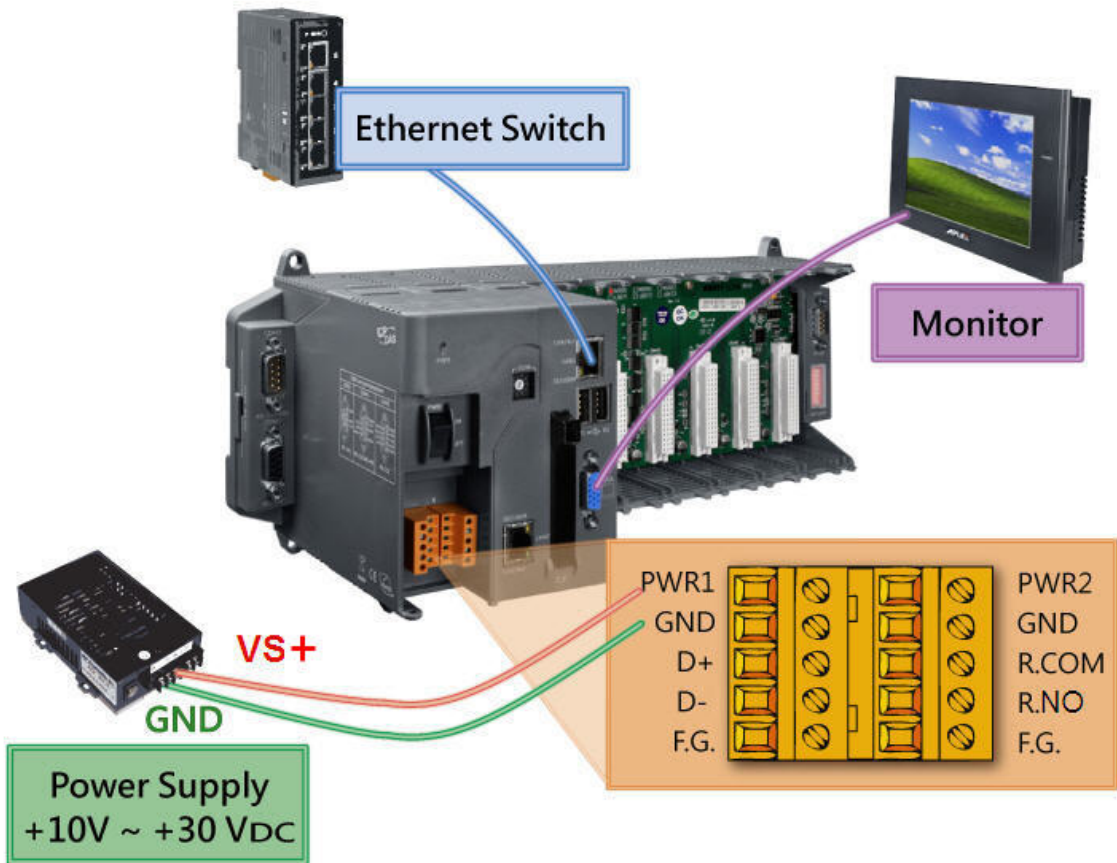 Ethernet Switch
Monitor
PWR1
GND
D+
D-
F.G.
PWR2
GND
R.COM
R.NO
F.G.
VS+
GND
Power Supply
+10V ~ +30 VDC